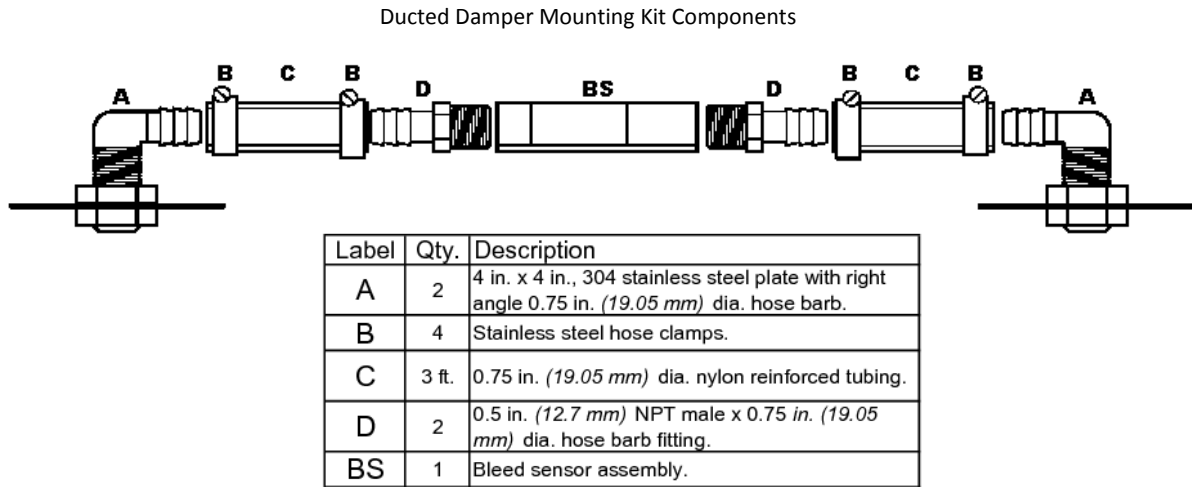 Ducted Damper Mounting Kit Components
A B C B D BS D B C B A
Label Qty. Description
A 2 4 in. x 4 in., 304 stainless steel plate with right
angle 0.75 in. (19.05 mm) dia. hose barb.
B 4 Stainless steel hose clamps.
C 3 ft. 0.75 in. (19.05 mm) dia. nylon reinforced tubing.
D 2 0.5 in. (12.7 mm) NPT male x 0.75 in. (19.05
mm) dia. hose barb fitting.
BS 1 Bleed sensor assembly.